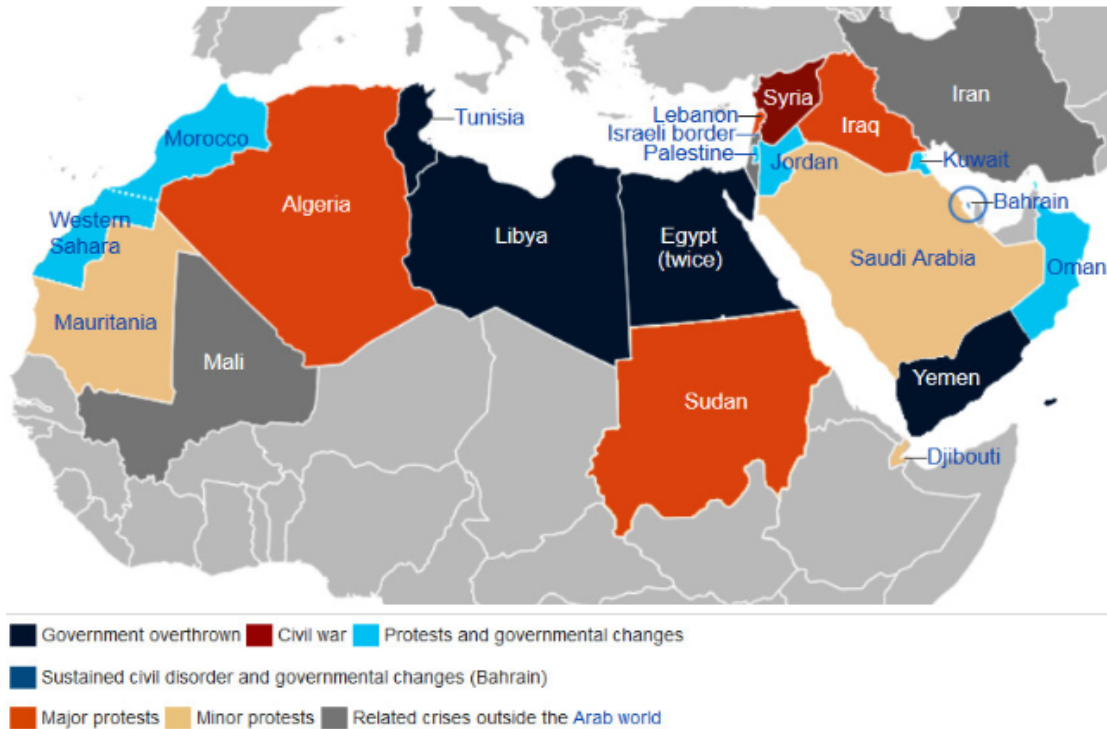 Syria
Iran
Lebanon
Tunisia
Israeli border
Iraq
Morocco
Palestine
Jordan
Kuwait
Algeria
Bahrain
Western
Sahara
Libya
Egypt
(twice)
Saudi Arabia
Oman
Mauritania
Mali
Yemen
Sudan
Djibouti
Government overthrown Civil war Protests and governmental changes
Sustained civil disorder and governmental changes (Bahrain)
Major protests Minor protests Related crises outside the Arab world